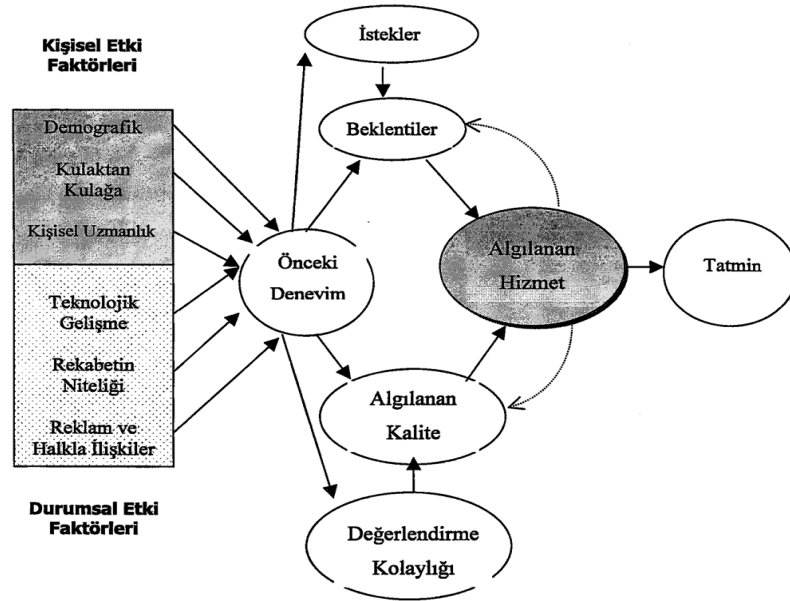 Kişisel Etki
Faktörleri
Demografik
Kulaktan
Kulağa
Kişisel Uzmanlık
Teknolojik
Gelişme
Rekabetin
Niteliği
Reklam ve
Halkla İlişkiler
Durumsal Etki
Faktörleri
Önceki
Denevim
İstekler
Beklentiler
Algılanan
Hizmet
Tatmin
Algılanan
Kalite
Değerlendirme
Kolaylığı